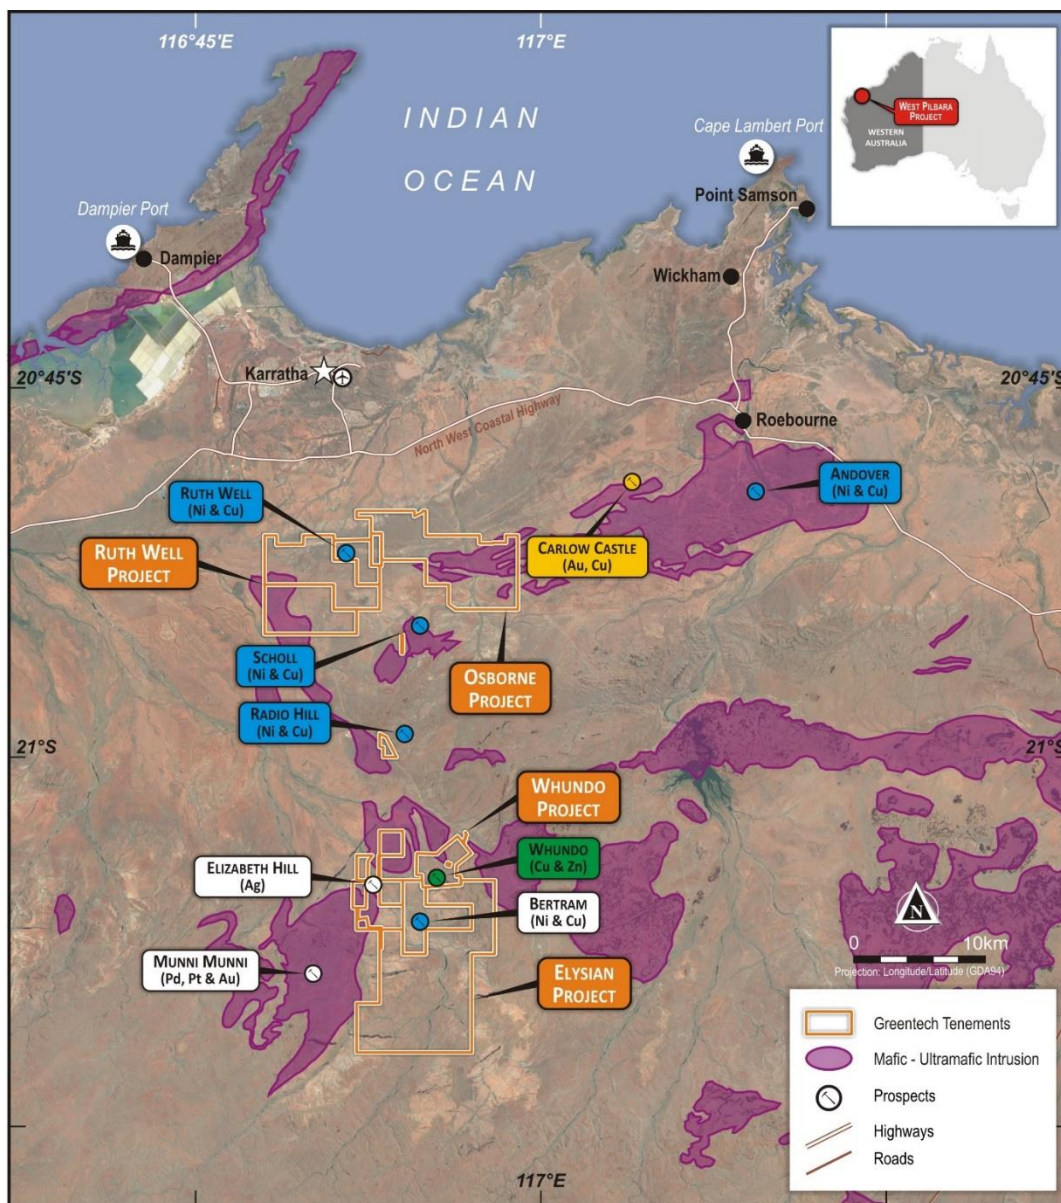 116°45'E
117°E
INDIAN
OCEAN
Cape Lambert Port
Point Samson
Dampier Port
Dampier
Wickham
WEST PILBARA
PROJECT
WESTERN
AUSTRALIA
Karratha
20°45'S
20°45'S
North West Coastal Highway
Roebourne
RUTH WELL
(Ni & Cu)
ANDOVER
(Ni & Cu)
RUTH WELL
PROJECT
CARLOW CASTLE
(Au, Cu)
SCHOLL
(Ni & Cu)
OSBORNE
PROJECT
RADIO HILL
(Ni & Cu)
21°S
21°S
WHUNDO
PROJECT
WHUNDO
(Cu & Zn)
ELIZABETH HILL
(Ag)
BERTRAM
(Ni & Cu)
MUNNI MUNNI
(Pd, Pt & Au)
ELYSIAN
PROJECT
N
0 10km
Projection: Longitude/Latitude (GDA94)
Greentech Tenements
Mafic - Ultramafic Intrusion
Prospects
Highways
Roads
117°E